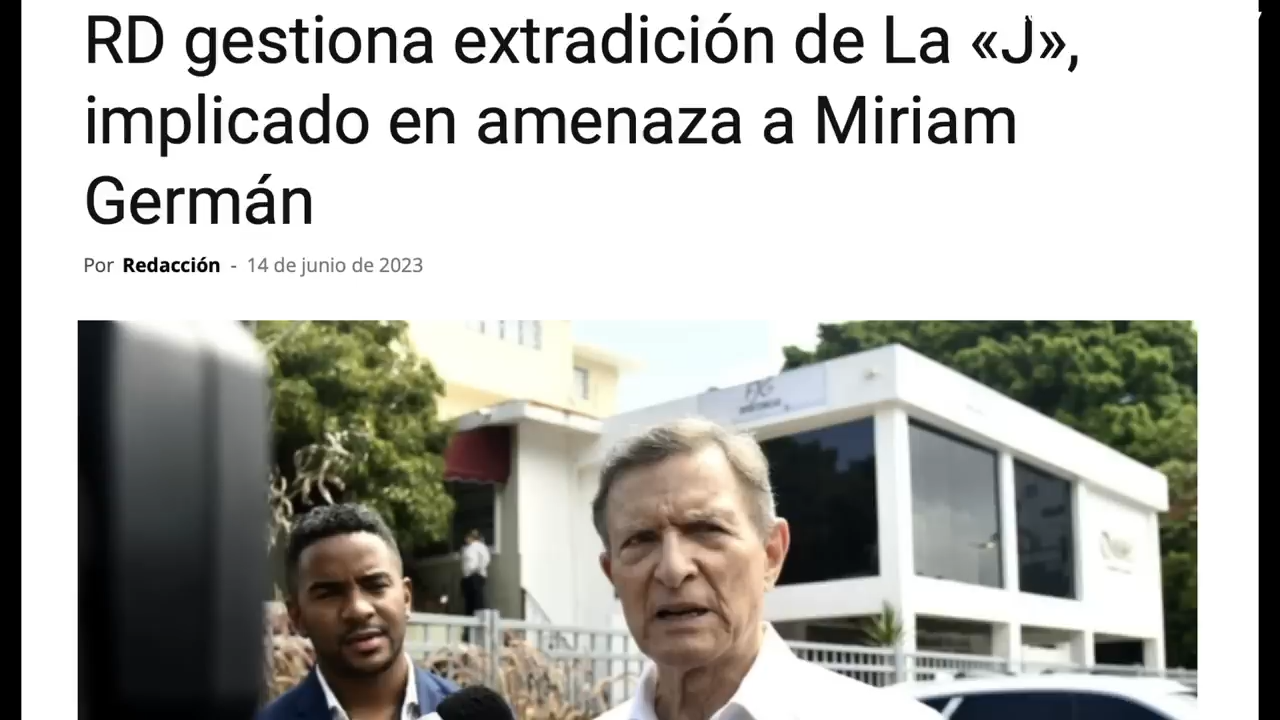 RD gestiona extradición de La «J»,
implicado en amenaza a Miriam
Germán
Por Redacción - 14 de junio de 2023